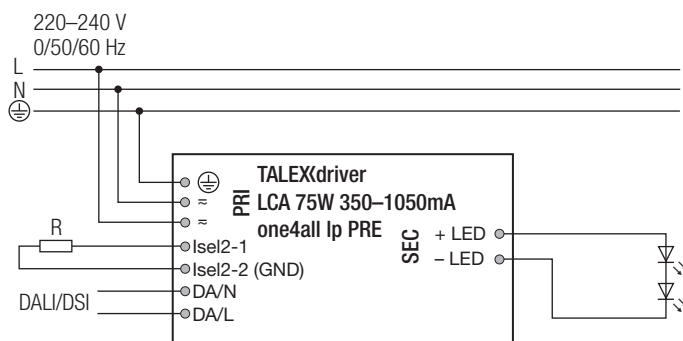 220–240 V
0/50/60 Hz
L
N
PRI
≂
≂
TALEXXdriver
LCA 75W 350–1050mA
one4all lp PRE
SEC
+ LED
– LED
R
Isel2-1
Isel2-2 (GND)
DALI/DSI
DA/N
DA/L